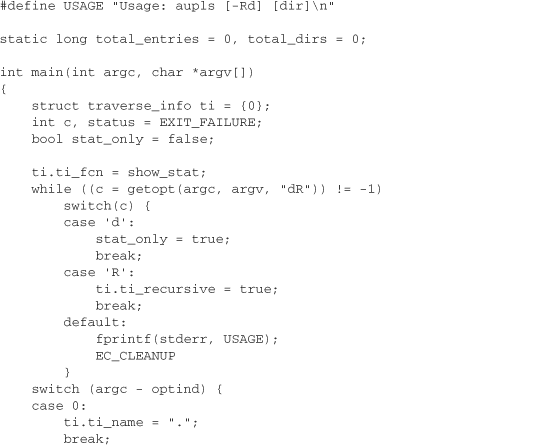 #define USAGE "Usage: aupls [-Rd] [dir]\n"
static long total_entries = 0, total_dirs = 0;
int main(int argc, char *argv[])
{
    struct traverse_info ti = {0};
    int c, status = EXIT_FAILURE;
    bool stat_only = false;
    ti.ti_fcn = show_stat;
    while ((c = getopt(argc, argv, "dR")) != -1)
        switch(c) {
        case 'd':
            stat_only = true;
            break;
        case 'R':
            ti.ti_recursive = true;
            break;
        default:
            fprintf(stderr, USAGE);
            EC_CLEANUP
        }
    switch (argc - optind) {
    case 0:
        ti.ti_name = ".";
        break;